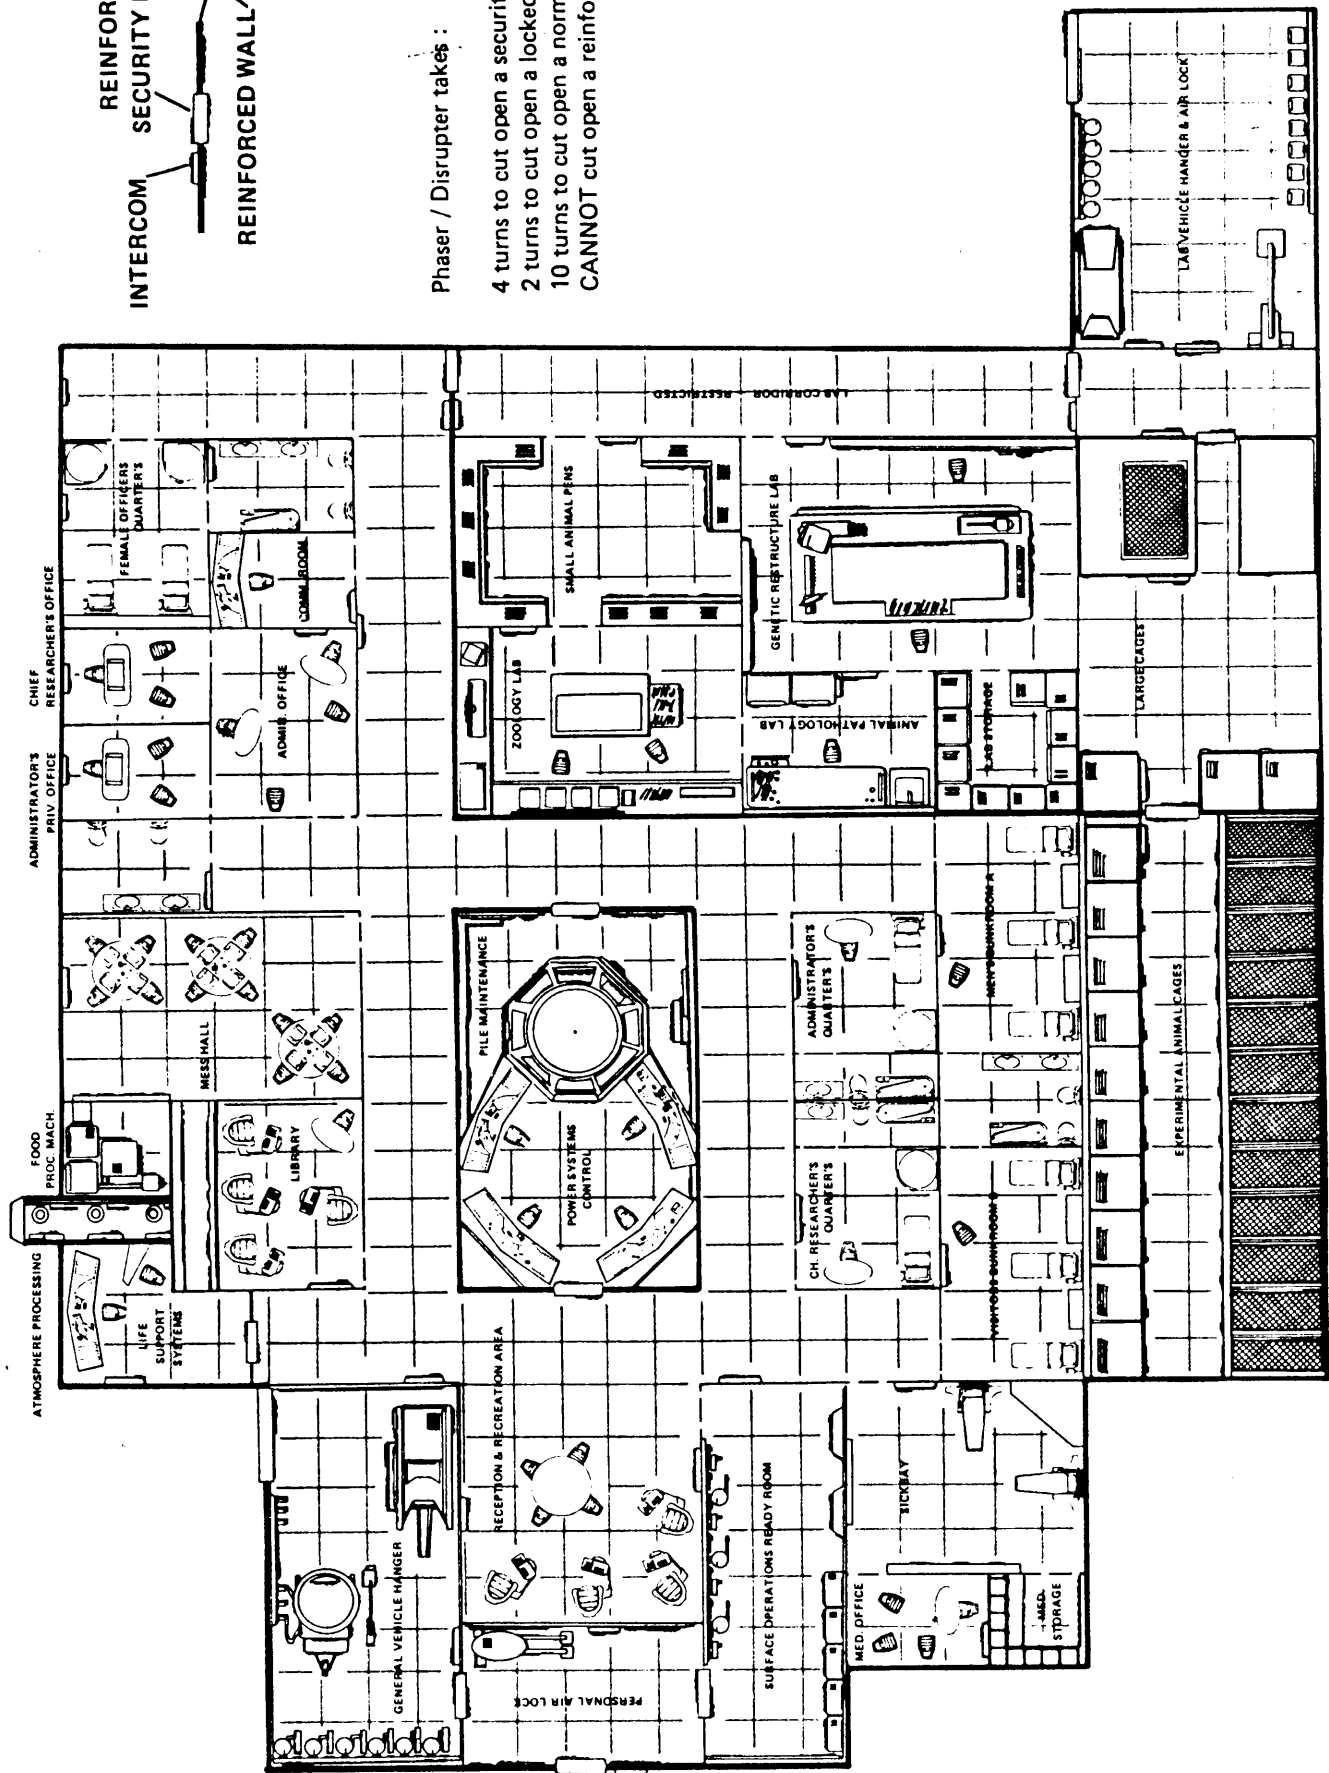 REINFOR
SECURITY
INTERCOM
REINFORCED WALL
Phaser / Disrupter takes :
4 turns to cut open a securit
2 turns to cut open a locked
10 turns to cut open a norm
CANNOT cut open a reinfo
ATMOSPHERE PROCESSING
FOOD
PROC. MACH.
ADMINISTRATOR'S
PRIV. OFFICE
CHIEF
RESEARCHER'S OFFICE
LIFE
SUPPORT
SYSTEMS
LIBRARY
MESS HALL
ADMIN. OFFICE
COMM. ROOM
FEMALE OFFICERS
QUARTER'S
GENERAL VEHICLE HANGER
RECEPTION & RECREATION AREA
POWER SYSTEMS
CONTROL
PILE MAINTENANCE
ZOOLOGY LAB
SMALL ANIMAL PENS
LAB CORRIDOR - RESTRICTED
PERSONAL AIR LOCK
SURFACE OPERATIONS READY ROOM
CH. RESEARCHER'S
QUARTER'S
ADMINISTRATOR'S
QUARTER'S
ANIMAL PATHOLOGY LAB
GENETIC RESTRUCTURE LAB
LAB STORAGE
MED. OFFICE
SICKBAY
MED.
STORAGE
VISITORS BUNKROOM B
MEN'S BUNKROOM A
EXPERIMENTAL ANIMAL CAGES
LARGE CAGES
LAB VEHICLE HANGER & AIR LOCK